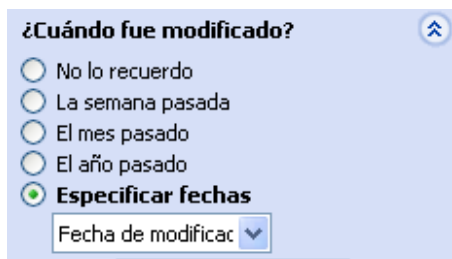 ¿Cuándo fue modificado?
No lo recuerdo
La semana pasada
El mes pasado
El año pasado
Especificar fechas
Fecha de modificac